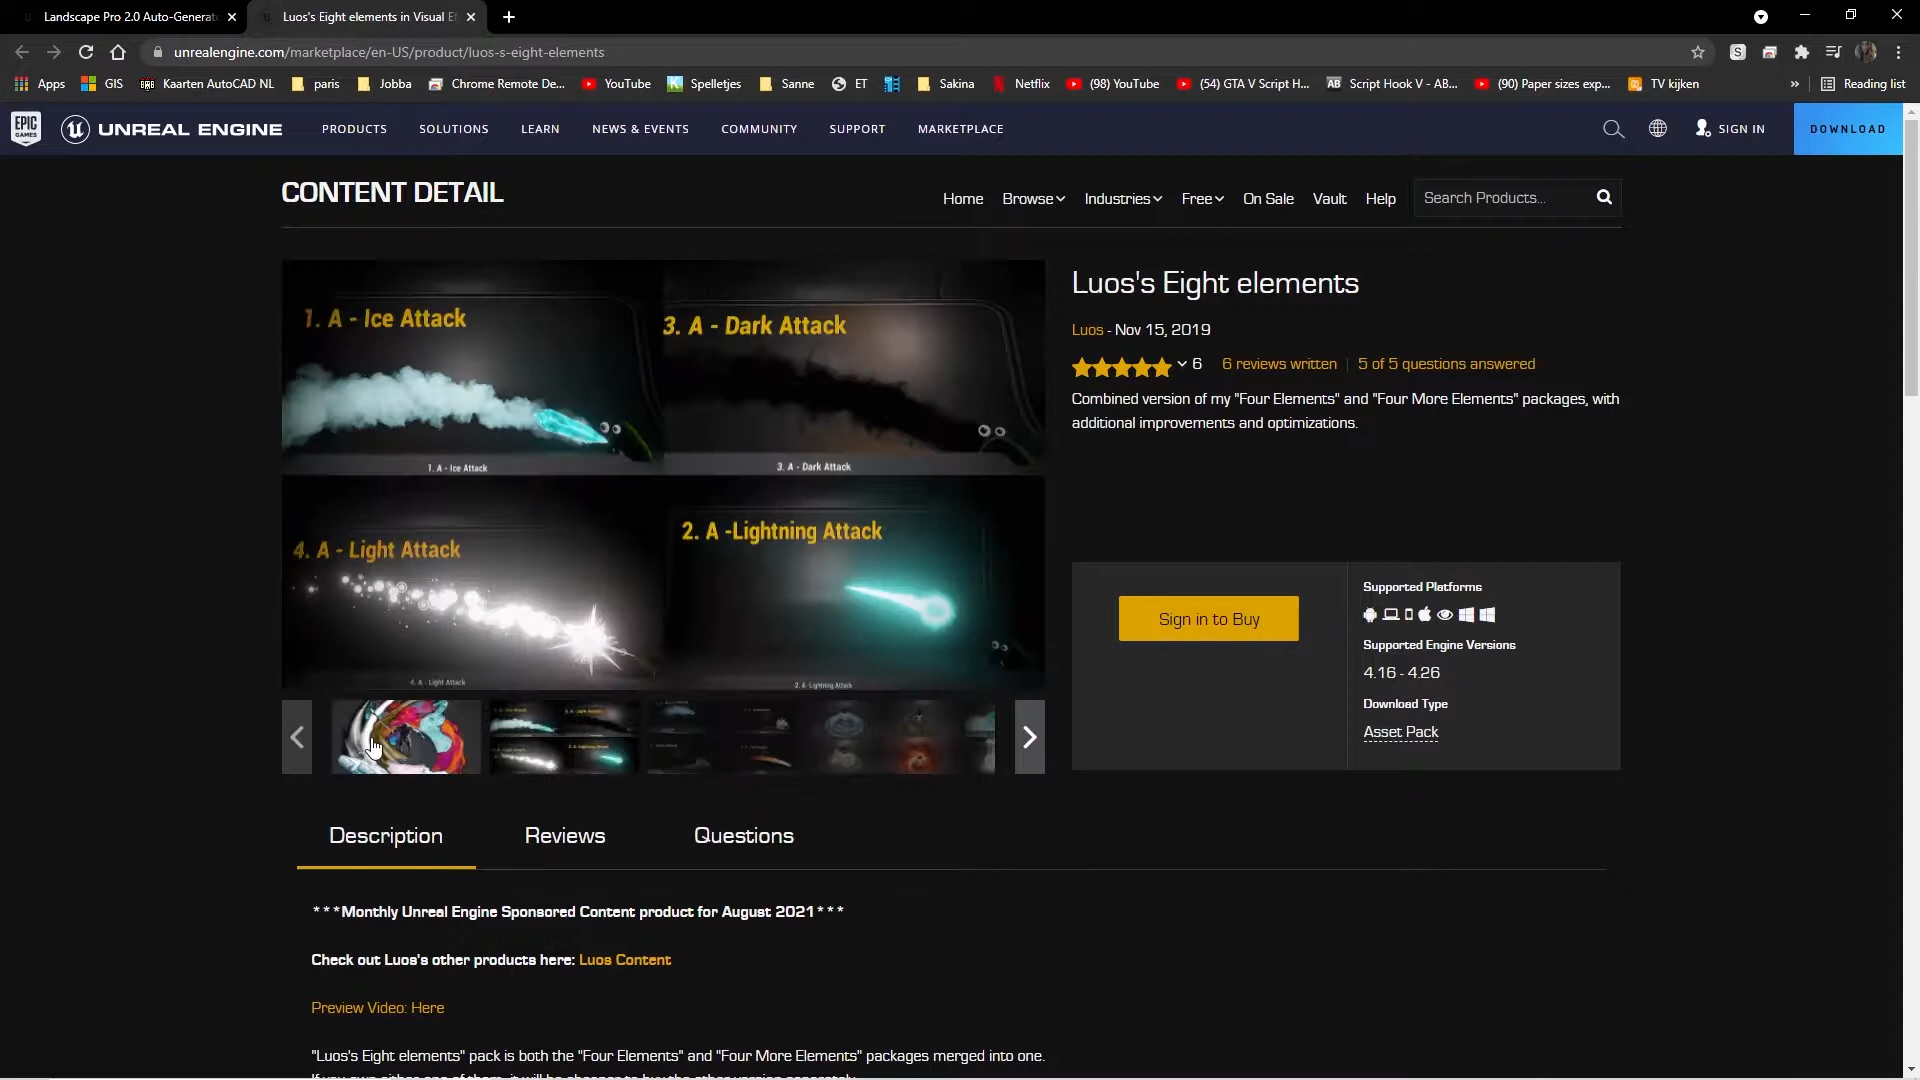 Landscape Pro 2.0 Auto-Generat
Luos's Eight elements in Visual Ef
unrealengine.com/marketplace/en-US/product/luos-s-eight-elements
Apps GIS Kaarten AutoCAD NL paris Jobba Chrome Remote De... YouTube Spelletjes Sanne ET Sakina Netflix (98) YouTube (54) GTA V Script H... Script Hook V - AB... (90) Paper sizes exp... TV kijken » Reading list
EPIC GAMES UNREAL ENGINE PRODUCTS SOLUTIONS LEARN NEWS & EVENTS COMMUNITY SUPPORT MARKETPLACE SIGN IN DOWNLOAD
CONTENT DETAIL
Home Browse Industries Free On Sale Vault Help Search Products...
1. A - Ice Attack
3. A - Dark Attack
1. A - Ice Attack
3. A - Dark Attack
4. A - Light Attack
2. A -Lightning Attack
4. A - Light Attack
2. A -Lightning Attack
Luos's Eight elements
Luos - Nov 15, 2019
6 6 reviews written | 5 of 5 questions answered
Combined version of my "Four Elements" and "Four More Elements" packages, with
additional improvements and optimizations.
Sign in to Buy
Supported Platforms
Supported Engine Versions
4.16 - 4.26
Download Type
Asset Pack
Description Reviews Questions
***Monthly Unreal Engine Sponsored Content product for August 2021***
Check out Luos's other products here: Luos Content
Preview Video: Here
"Luos's Eight elements" pack is both the "Four Elements" and "Four More Elements" packages merged into one.